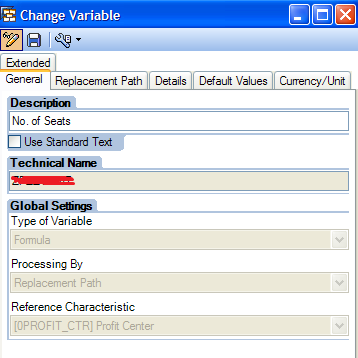 Change Variable
Extended
General Replacement Path Details Default Values Currency/Unit
Description
No. of Seats
Use Standard Text
Technical Name
Global Settings
Type of Variable
Formula
Processing By
Replacement Path
Reference Characteristic
[0PROFIT_CTR] Profit Center